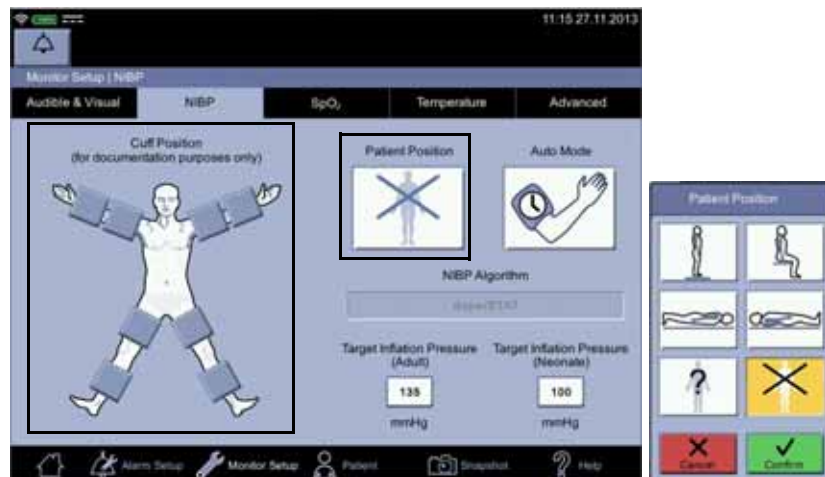 11:15 27.11.2013
Monitor Setup | NIBP
Audible & Visual
NIBP
SpO₂
Temperature
Advanced
Cuff Position
(for documentation purposes only)
Patient Position
Auto Mode
NIBP Algorithm
Target Inflation Pressure
(Adult)
135
mmHg
Target Inflation Pressure
(Neonate)
100
mmHg
Alarm Setup
Monitor Setup
Patient
Snapshot
? Help
Patient Position
?
Cancel
Confirm